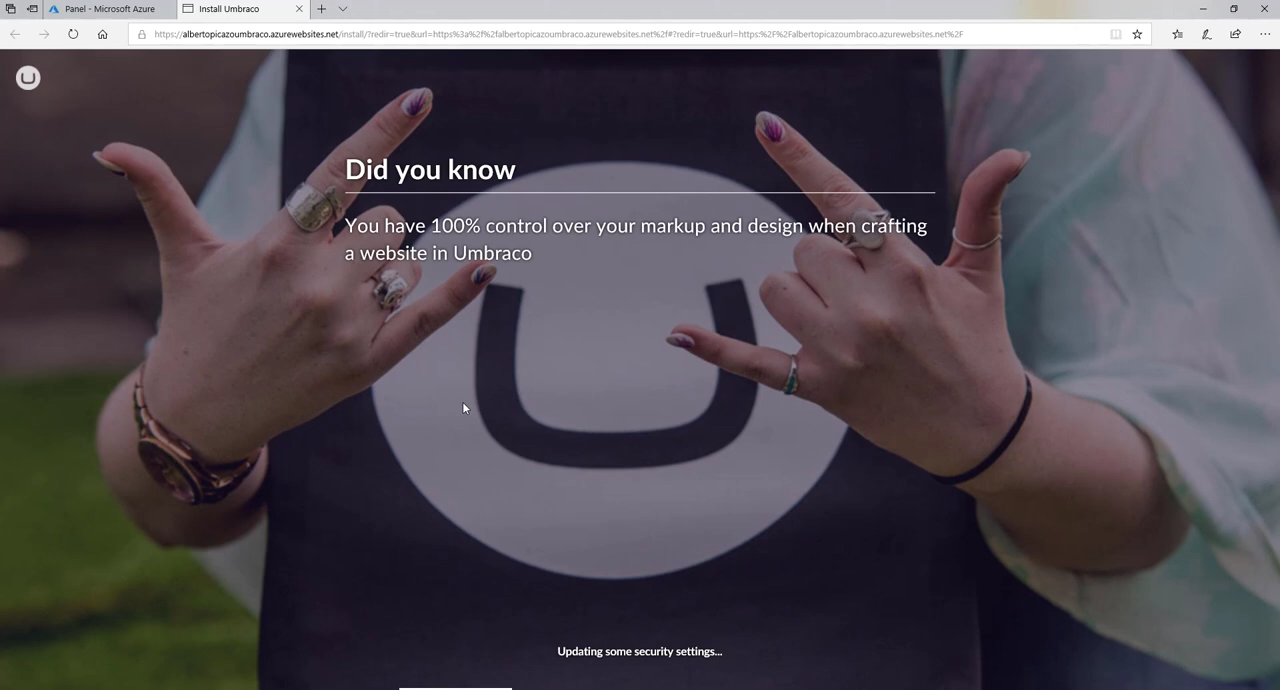 Panel - Microsoft Azure
Install Umbraco
https://albertopicazoumbraco.azurewebsites.net/install/?redir=true&url=https%3a%2f%2falbertopicazoumbraco.azurewebsites.net%2f#?redir=true&url=https:%2F%2Falbertopicazoumbraco.azurewebsites.net%2F
Did you know
You have 100% control over your markup and design when crafting
a website in Umbraco
Updating some security settings...